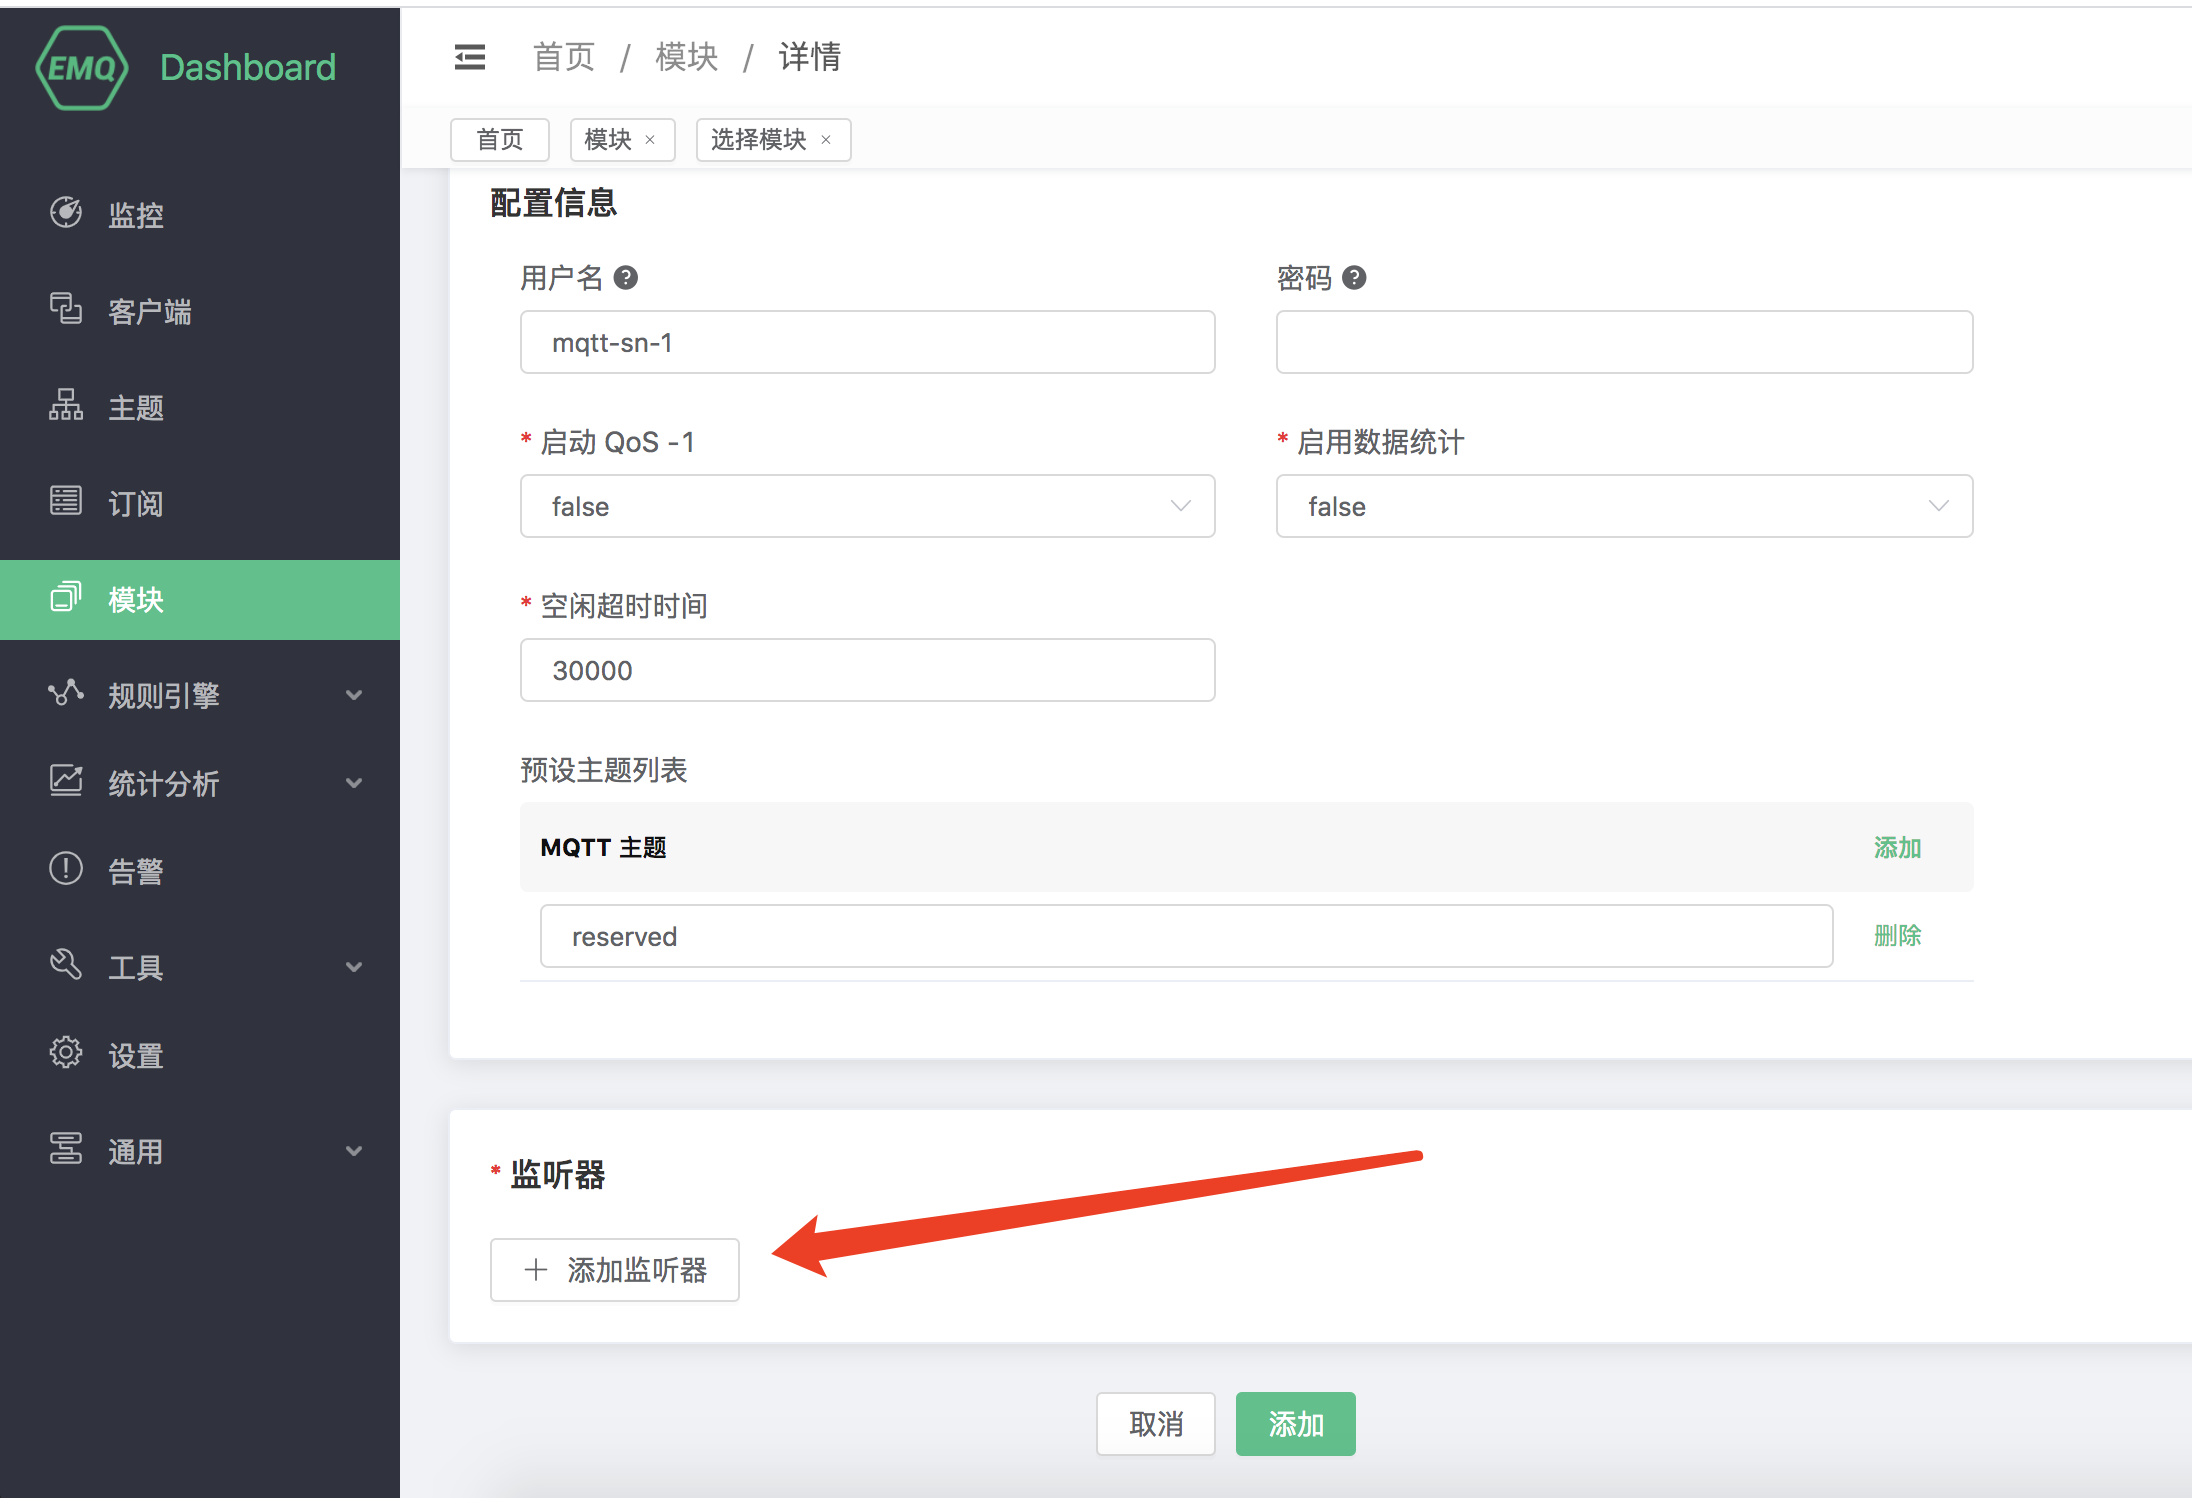 EMQ Dashboard
首页 / 模块 / 详情
首页 模块 × 选择模块 ×
监控
客户端
主题
订阅
模块
规则引擎
统计分析
告警
工具
设置
通用
配置信息
用户名 ? 密码 ?
mqtt-sn-1
* 启动 QoS -1 * 启用数据统计
false false
* 空闲超时时间
30000
预设主题列表
MQTT 主题 添加
reserved 删除
* 监听器
+ 添加监听器
取消 添加